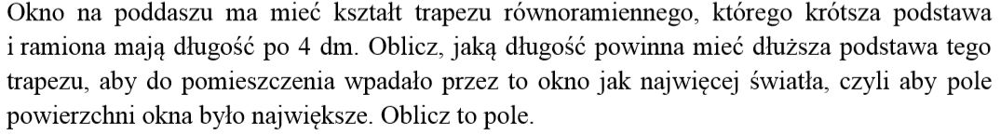 Okno na poddaszu ma mieć kształt trapezu równoramiennego, którego krótsza podstawa
i ramiona mają długość po 4 dm. Oblicz, jaką długość powinna mieć dłuższa podstawa tego
trapezu, aby do pomieszczenia wpadało przez to okno jak najwięcej światła, czyli aby pole
powierzchni okna było największe. Oblicz to pole.